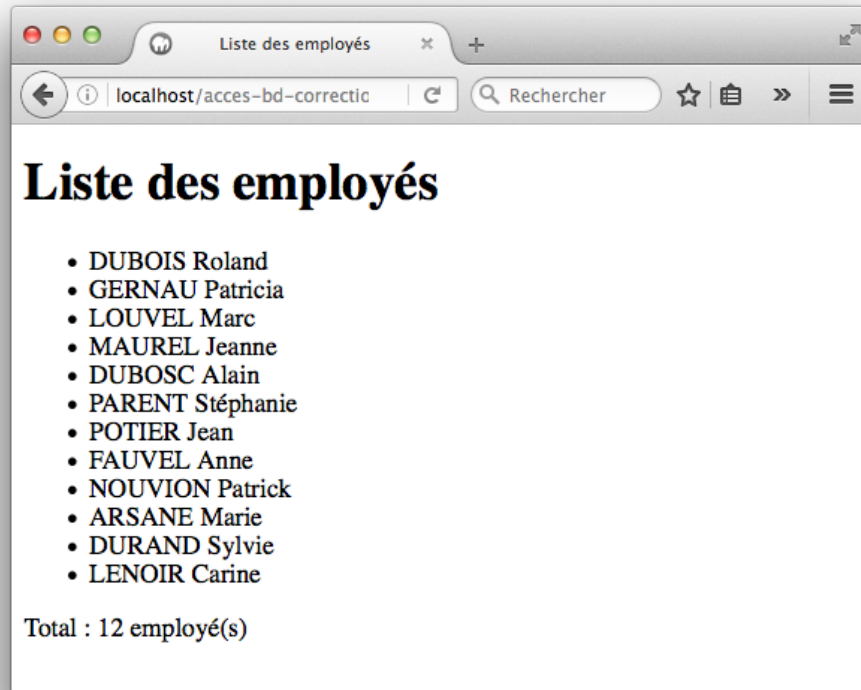 Liste des employés
localhost/acces-bd-correctio
Rechercher
Liste des employés
DUBOIS Roland
GERNAU Patricia
LOUVEL Marc
MAUREL Jeanne
DUBOSC Alain
PARENT Stéphanie
POTIER Jean
FAUVEL Anne
NOUVION Patrick
ARSANE Marie
DURAND Sylvie
LENOIR Carine
Total : 12 employé(s)